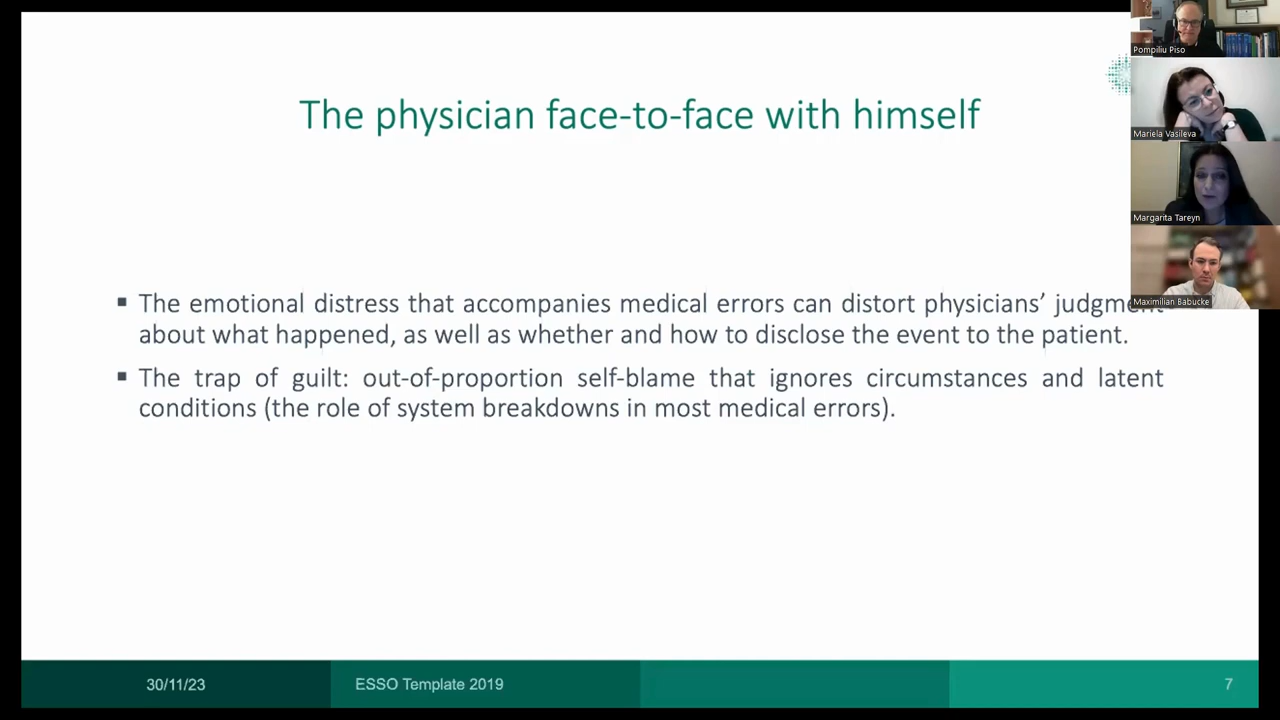 The physician face-to-face with himself
▪ The emotional distress that accompanies medical errors can distort physicians’
about what happened, as well as whether and how to disclose the event to the patient.
▪ The trap of guilt: out-of-proportion self-blame that ignores circumstances and latent
conditions (the role of system breakdowns in most medical errors).
30/11/23
ESSO Template 2019
7
Pompiliu Piso
Mariela Vasileva
Margarita Tareyn
Maximilian Babucke